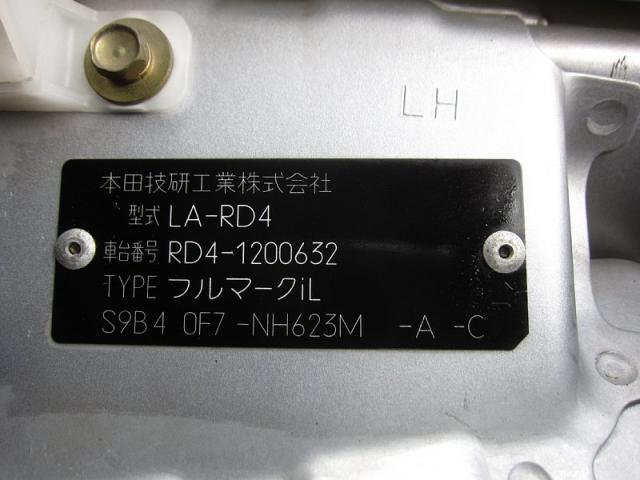 LH
本田技研工業株式会社
型式 LA-RD4
車台番号 RD4-1200632
TYPE フルマークiL
S9B4 0F7 -NH623M -A -C